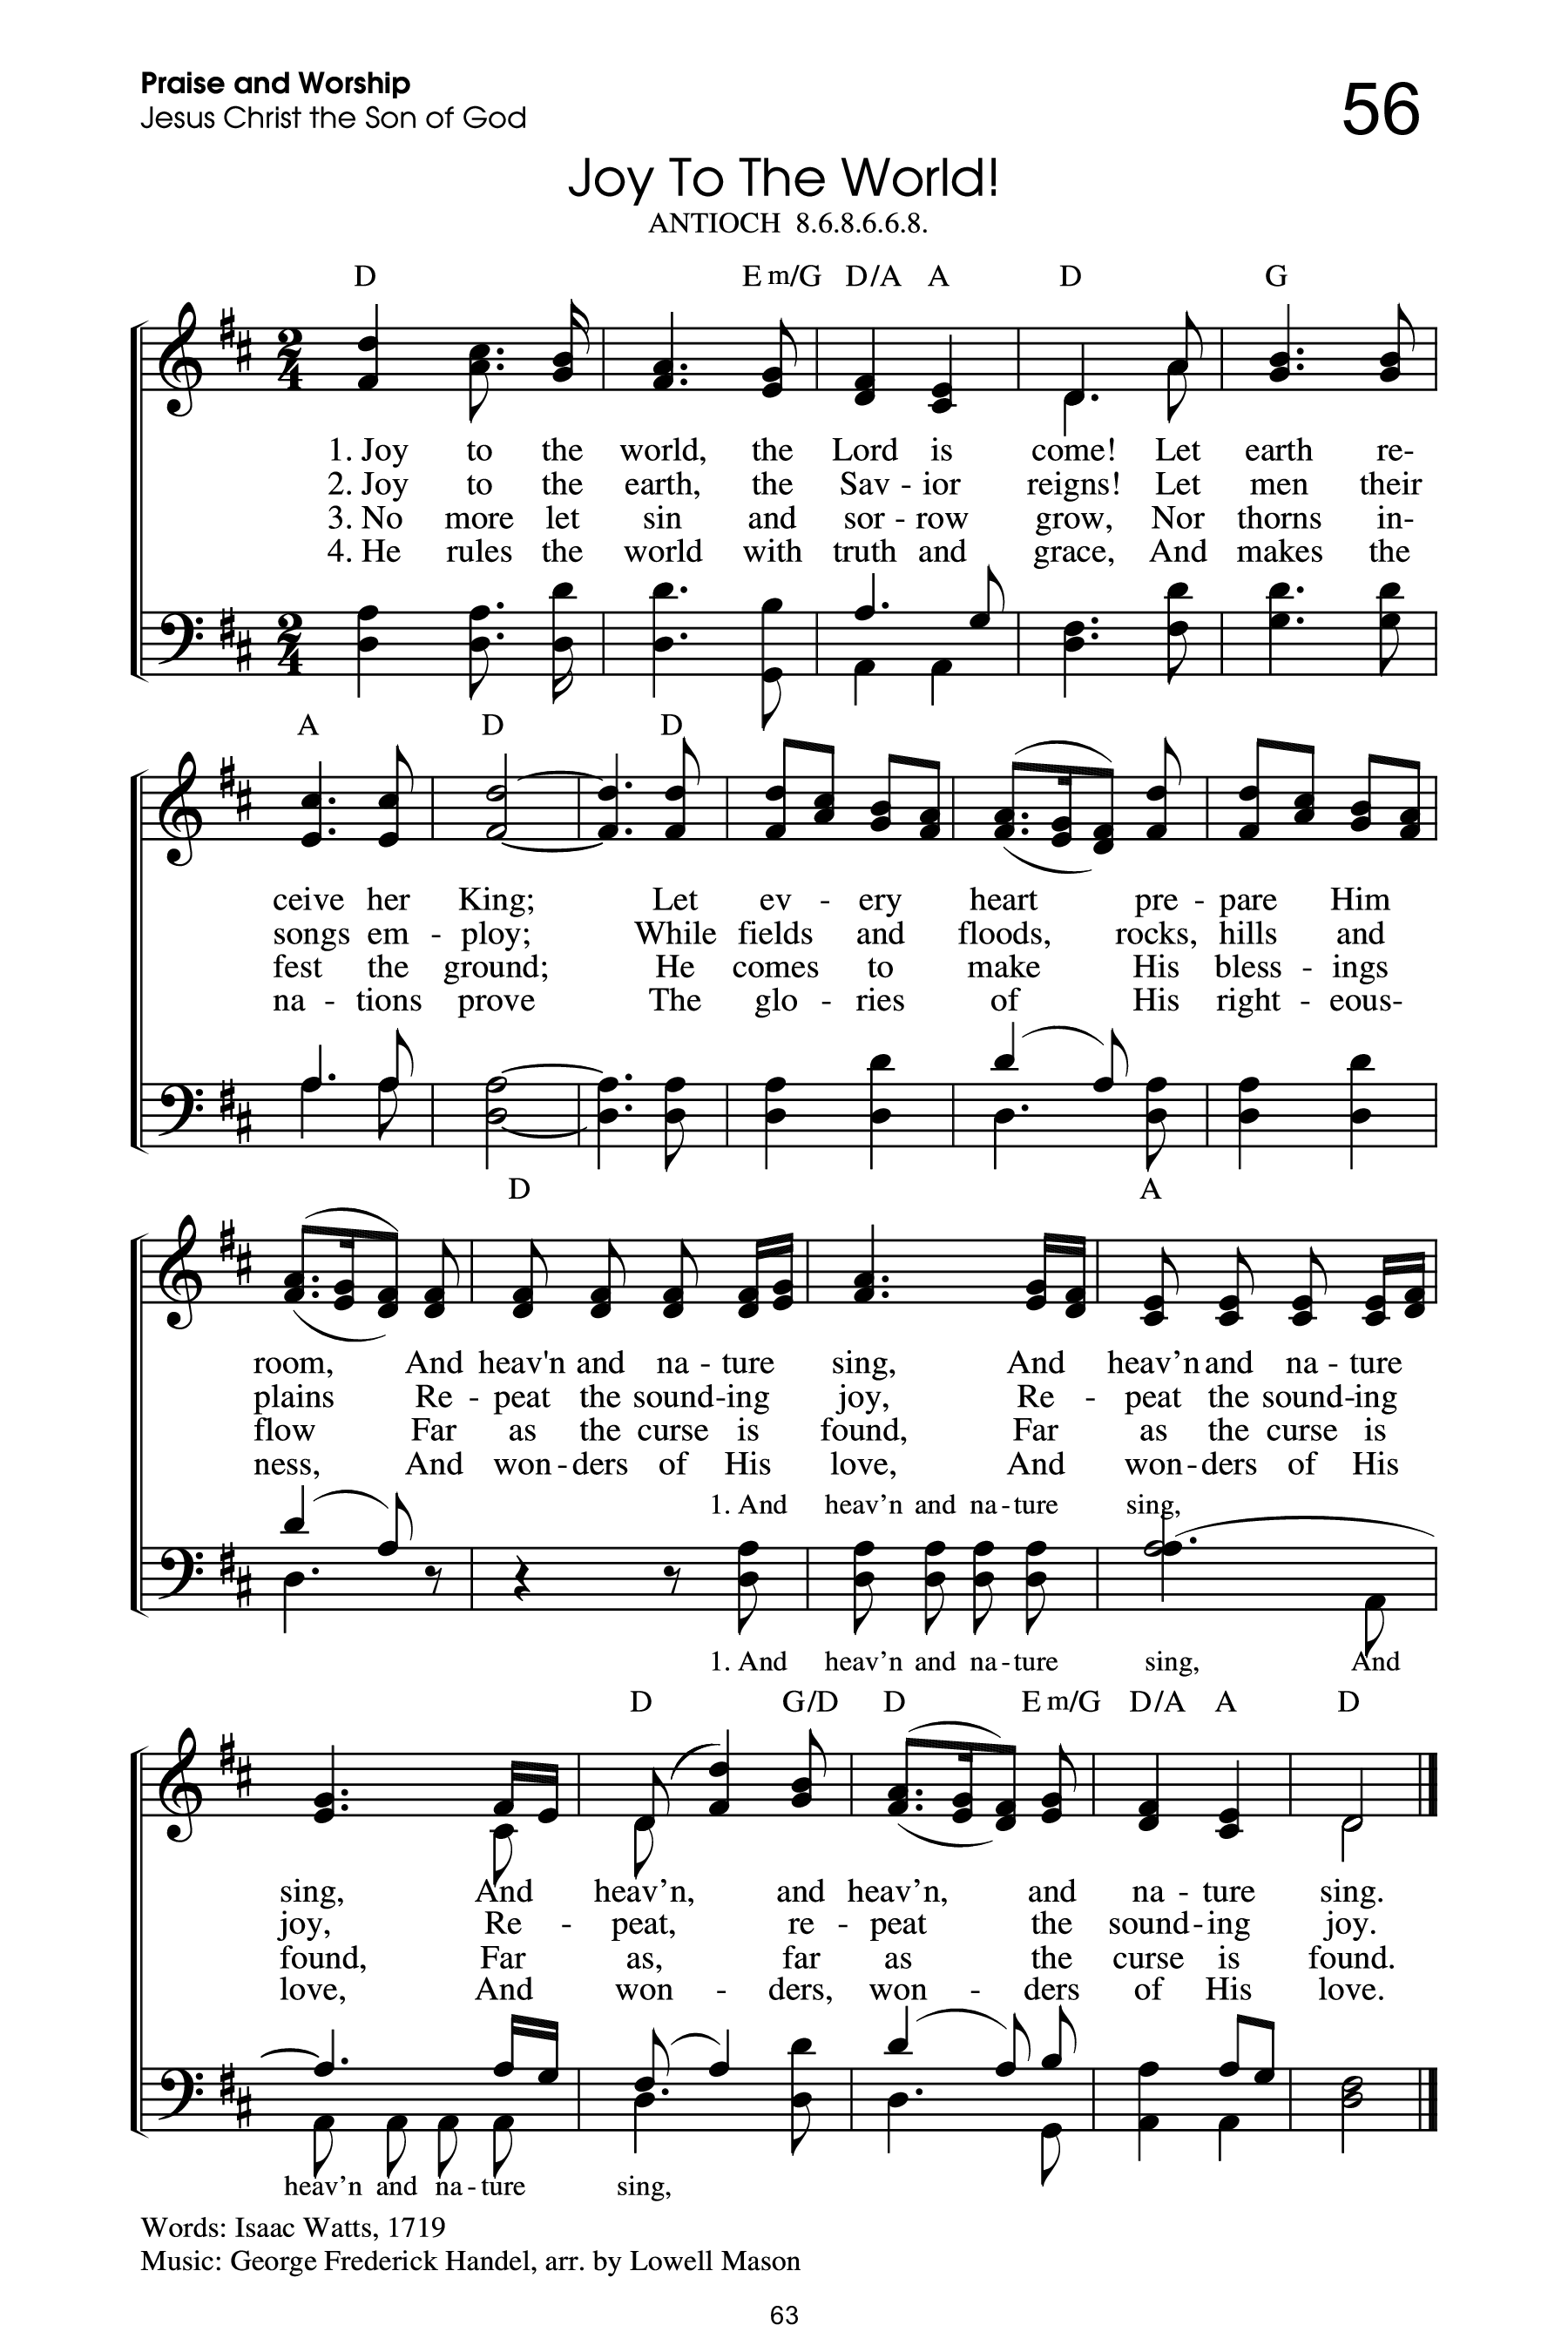 Praise and Worship
56
Jesus Christ the Son of God
Joy To The World!
ANTIOCH 8.6.8.6.6.8.
D Em/G D/A A D G
2 4
1. Joy to the world, the Lord is come! Let earth re-
2. Joy to the earth, the Sav - ior reigns! Let men their
3. No more let sin and sor - row grow, Nor thorns in-
4. He rules the world with truth and grace, And makes the
2 4
A D D
ceive her King; Let ev - ery heart pre - pare Him
songs em - ploy; While fields and floods, rocks, hills and
fest the ground; He comes to make His bless - ings
na - tions prove The glo - ries of His right - eous-
D A
room, And heav'n and na - ture sing, And heav’n and na - ture
plains Re - peat the sound-ing joy, Re - peat the sound-ing
flow Far as the curse is found, Far as the curse is
ness, And won - ders of His love, And won - ders of His
1. And heav’n and na - ture sing,
1. And heav’n and na - ture sing, And
D G/D D Em/G D/A A D
sing, And heav’n, and heav’n, and na - ture sing.
joy, Re - peat, re - peat the sound-ing joy.
found, Far as, far as the curse is found.
love, And won - ders, won - ders of His love.
heav’n and na - ture sing,
Words: Isaac Watts, 1719
Music: George Frederick Handel, arr. by Lowell Mason
63